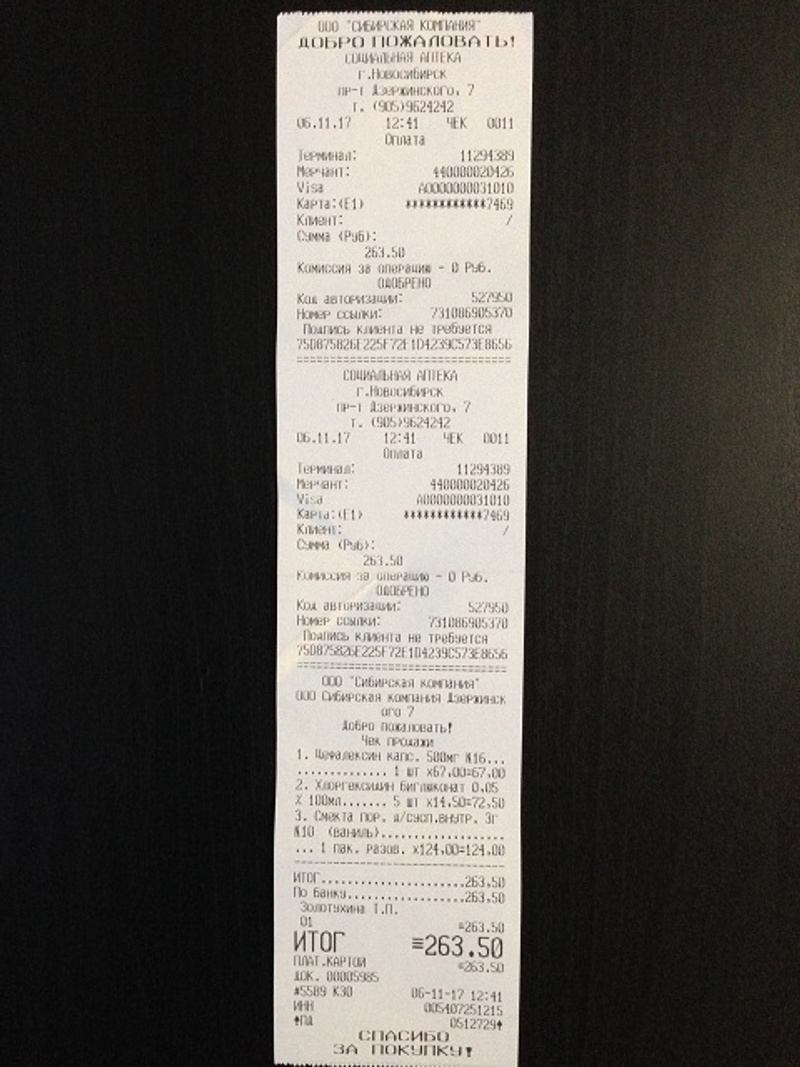 ООО "СИБИРСКАЯ КОМПАНИЯ"
ДОБРО ПОЖАЛОВАТЬ!
СОЦИАЛЬНАЯ АПТЕКА
г.Новосибирск
пр-т Дзержинского, 7
т. (905)9624242
06.11.17 12:41 ЧЕК 0011
Оплата
Терминал: 11294389
Мерчант: 440000020426
Visa A0000000031010
Карта:(E1) ************7469
Клиент: /
Сумма (Руб):
263.50
Комиссия за операцию - 0 Руб.
ОДОБРЕНО
Код авторизации: 527950
Номер ссылки: 731086905370
Подпись клиента не требуется
75D875826E225F72E1D4239C573E8656
================================
СОЦИАЛЬНАЯ АПТЕКА
г.Новосибирск
пр-т Дзержинского, 7
т. (905)9624242
06.11.17 12:41 ЧЕК 0011
Оплата
Терминал: 11294389
Мерчант: 440000020426
Visa A0000000031010
Карта:(E1) ************7469
Клиент: /
Сумма (Руб):
263.50
Комиссия за операцию - 0 Руб.
ОДОБРЕНО
Код авторизации: 527950
Номер ссылки: 731086905370
Подпись клиента не требуется
75D875826E225F72E1D4239C573E8656
================================
ООО "Сибирская компания"
ООО Сибирская компания Дзержинск
ого 7
Добро пожаловать!
Чек продажи
1. Цефалексин капс. 500мг №16...
.............. 1 шт х67,00=67,00
2. Хлоргексидин биглюконат 0,05
% 100мл....... 5 шт х14,50=72,50
3. Смекта пор. д/сусп.внутр. 3г
№10 (ваниль)..................
... 1 пак. разов. х124,00=124,00
--------------------------------
ИТОГ......................263,50
По банку..................263,50
Золотухина Т.П.
01 =263.50
ИТОГ =263.50
ПЛАТ.КАРТОЙ =263.50
ДОК. 00005985
#5589 К30 06-11-17 12:41
ИНН 005407251215
ПД 0512729
СПАСИБО
ЗА ПОКУПКУ!